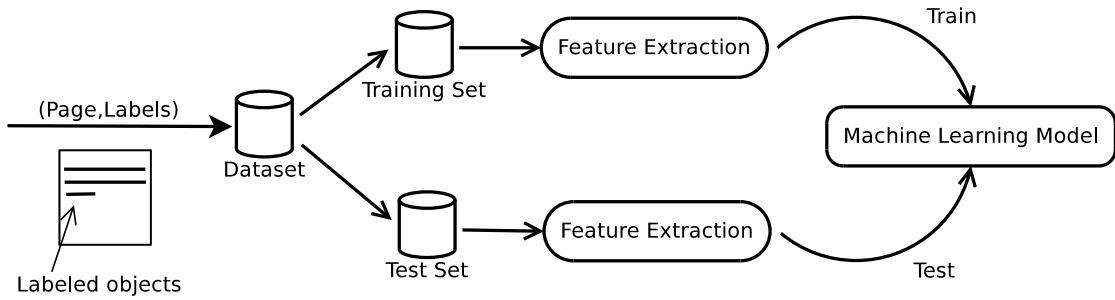 Train
Feature Extraction
Training Set
(Page,Labels)
Machine Learning Model
Dataset
Feature Extraction
Test Set
Test
Labeled objects